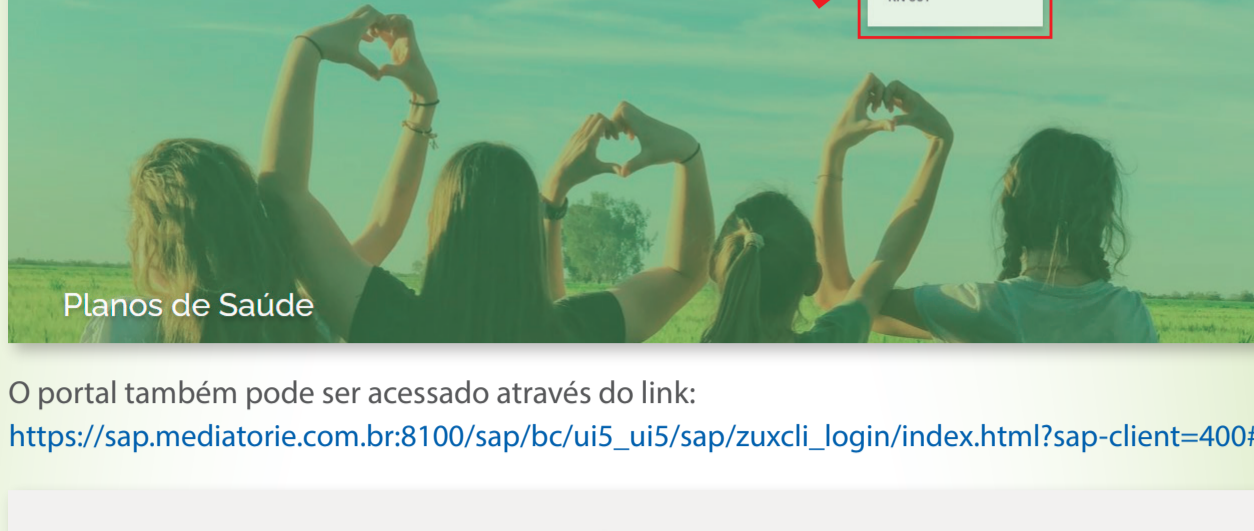 Planos de Saúde
O portal também pode ser acessado através do link:
https://sap.mediatorie.com.br:8100/sap/bc/ui5_ui5/sap/zuxcli_login/index.html?sap-client=400#